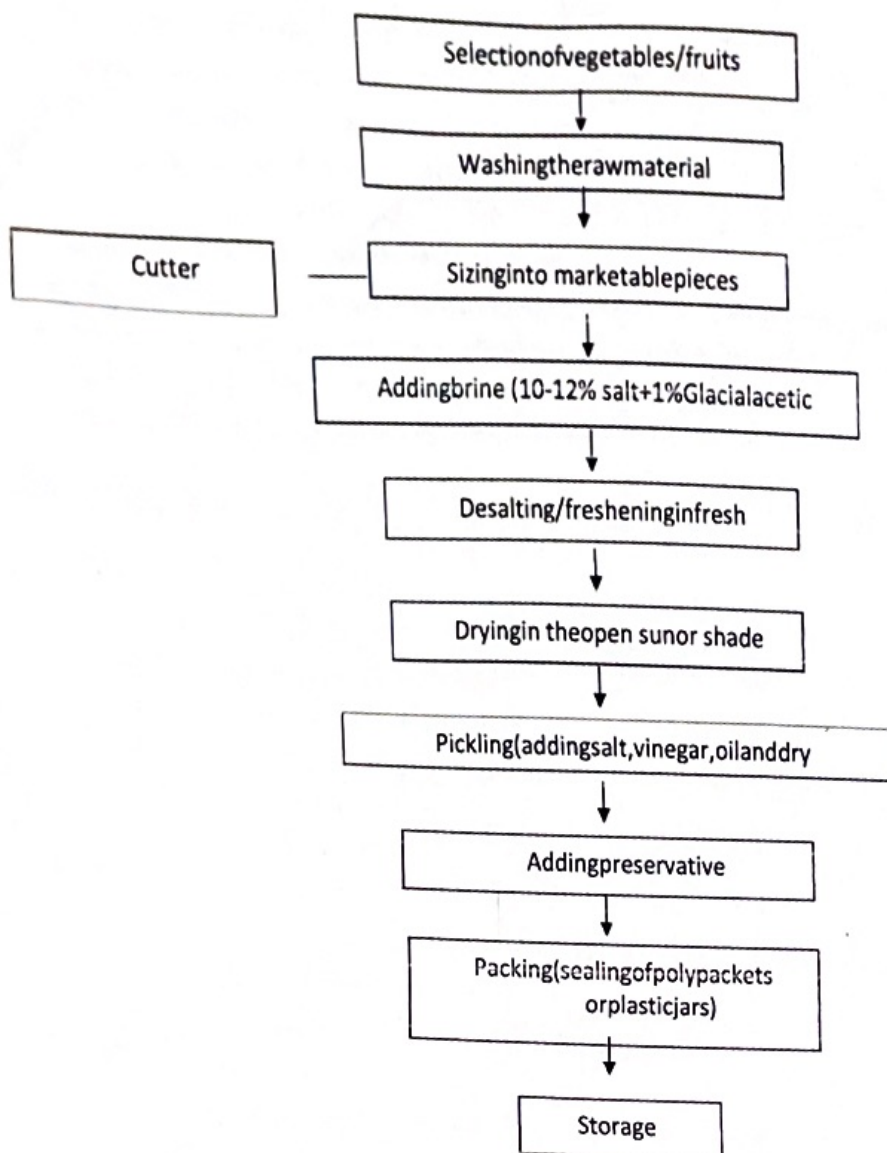 Selectionofvegetables/fruits
Washingtherawmaterial
Cutter
Sizinginto marketablepieces
Addingbrine (10-12% salt+1%Glacialacetic
Desalting/fresheninginfresh
Dryingin theopen sunor shade
Pickling(addingsalt,vinegar,oilanddry
Addingpreservative
Packing(sealingofpolypackets
orplasticjars)
Storage